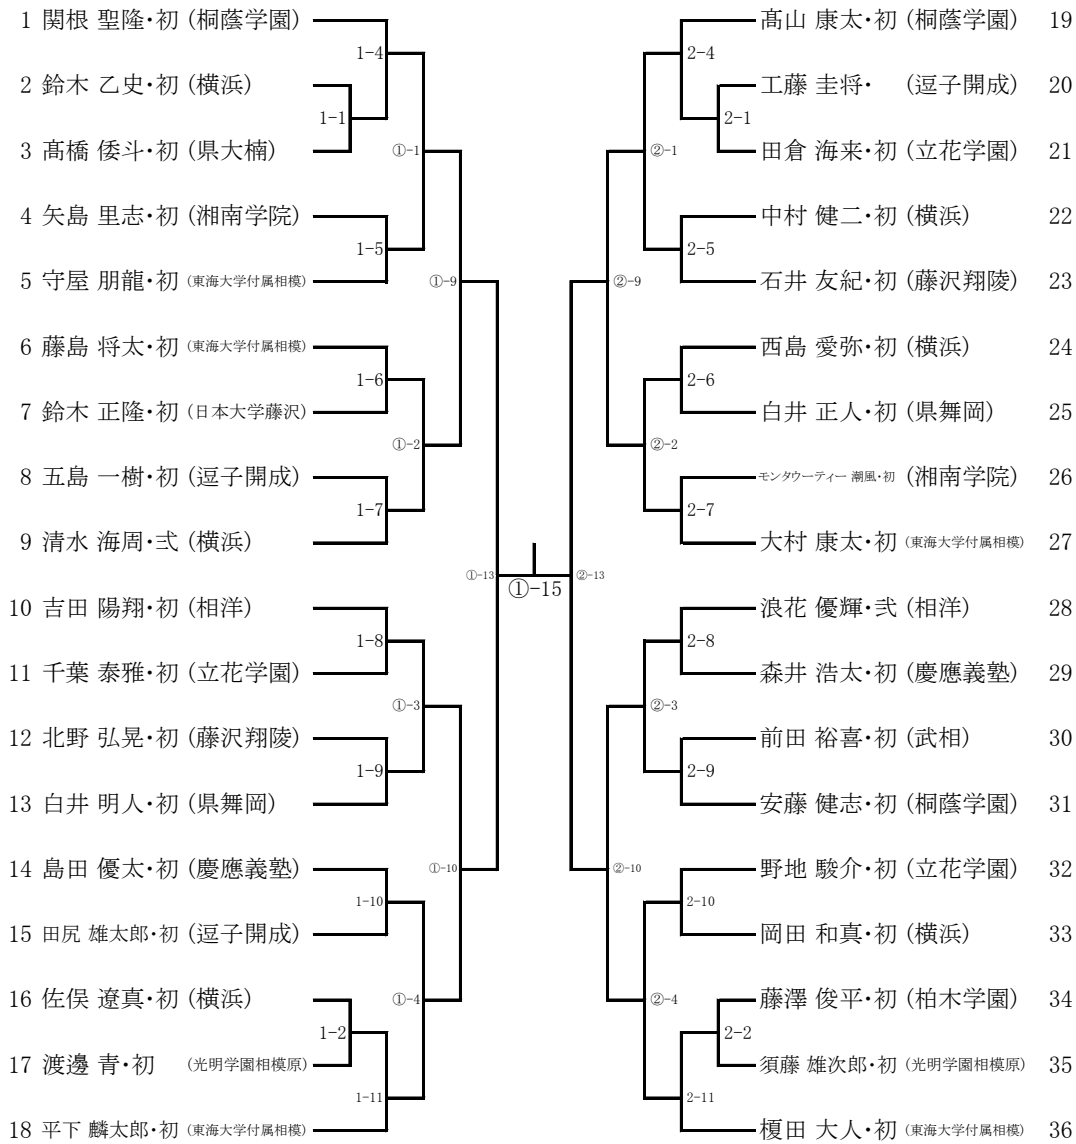 1 関根 聖隆・初 (桐蔭学園)
1-4
2 鈴木 乙史・初 (横浜)
1-1
3 髙橋 倭斗・初 (県大楠)
①-1
4 矢島 里志・初 (湘南学院)
1-5
5 守屋 朋龍・初 (東海大学付属相模)
①-9
6 藤島 将太・初 (東海大学付属相模)
1-6
7 鈴木 正隆・初 (日本大学藤沢)
①-2
8 五島 一樹・初 (逗子開成)
1-7
9 清水 海周・弍 (横浜)
①-13
10 吉田 陽翔・初 (相洋)
1-8
11 千葉 泰雅・初 (立花学園)
①-3
12 北野 弘晃・初 (藤沢翔陵)
1-9
13 白井 明人・初 (県舞岡)
①-10
14 島田 優太・初 (慶應義塾)
1-10
15 田尻 雄太郎・初 (逗子開成)
16 佐俣 遼真・初 (横浜)
①-4
1-2
17 渡邊 青・初 (光明学園相模原)
1-11
18 平下 麟太郎・初 (東海大学付属相模)
①-15
髙山 康太・初 (桐蔭学園) 19
2-4
工藤 圭将・ (逗子開成) 20
2-1
田倉 海来・初 (立花学園) 21
②-1
中村 健二・初 (横浜) 22
2-5
石井 友紀・初 (藤沢翔陵) 23
②-9
西島 愛弥・初 (横浜) 24
2-6
白井 正人・初 (県舞岡) 25
②-2
モンタウーティー 潮風・初 (湘南学院) 26
2-7
大村 康太・初 (東海大学付属相模) 27
②-13
浪花 優輝・弐 (相洋) 28
2-8
森井 浩太・初 (慶應義塾) 29
②-3
前田 裕喜・初 (武相) 30
2-9
安藤 健志・初 (桐蔭学園) 31
②-10
野地 駿介・初 (立花学園) 32
2-10
岡田 和真・初 (横浜) 33
②-4
藤澤 俊平・初 (柏木学園) 34
2-2
須藤 雄次郎・初 (光明学園相模原) 35
2-11
榎田 大人・初 (東海大学付属相模) 36